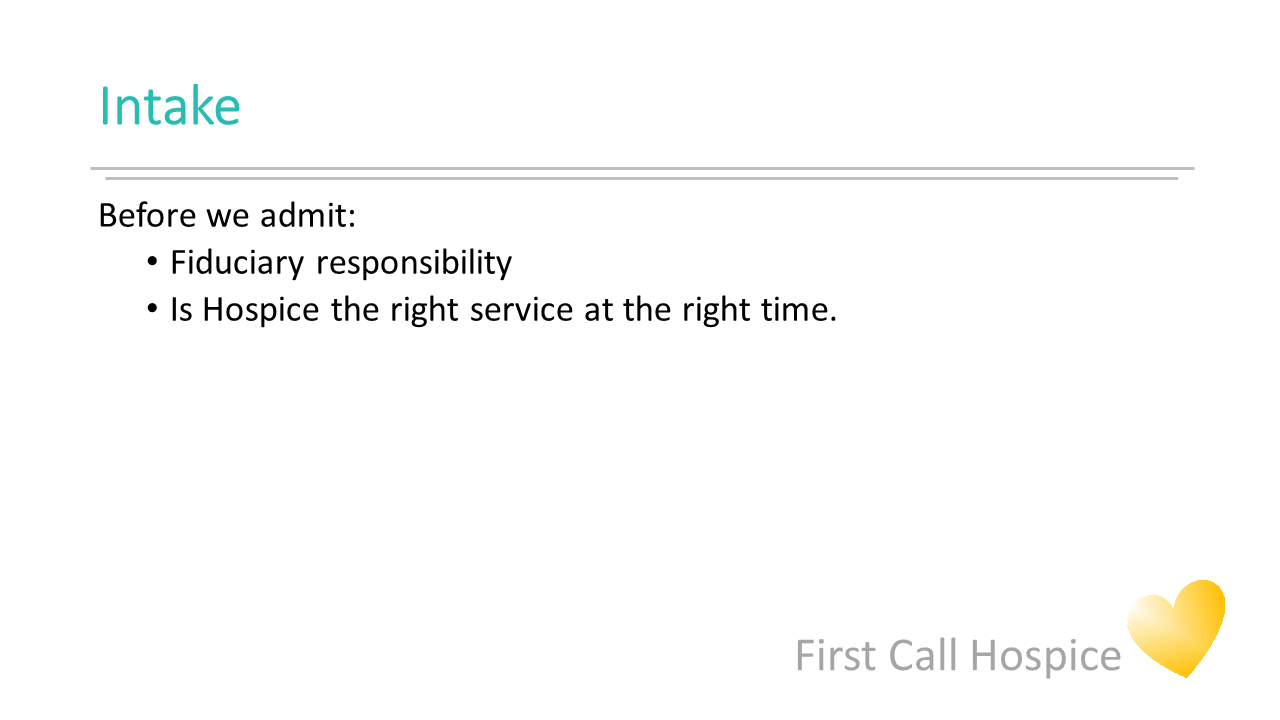 Intake
Before we admit:
• Fiduciary responsibility
• Is Hospice the right service at the right time.
First Call Hospice